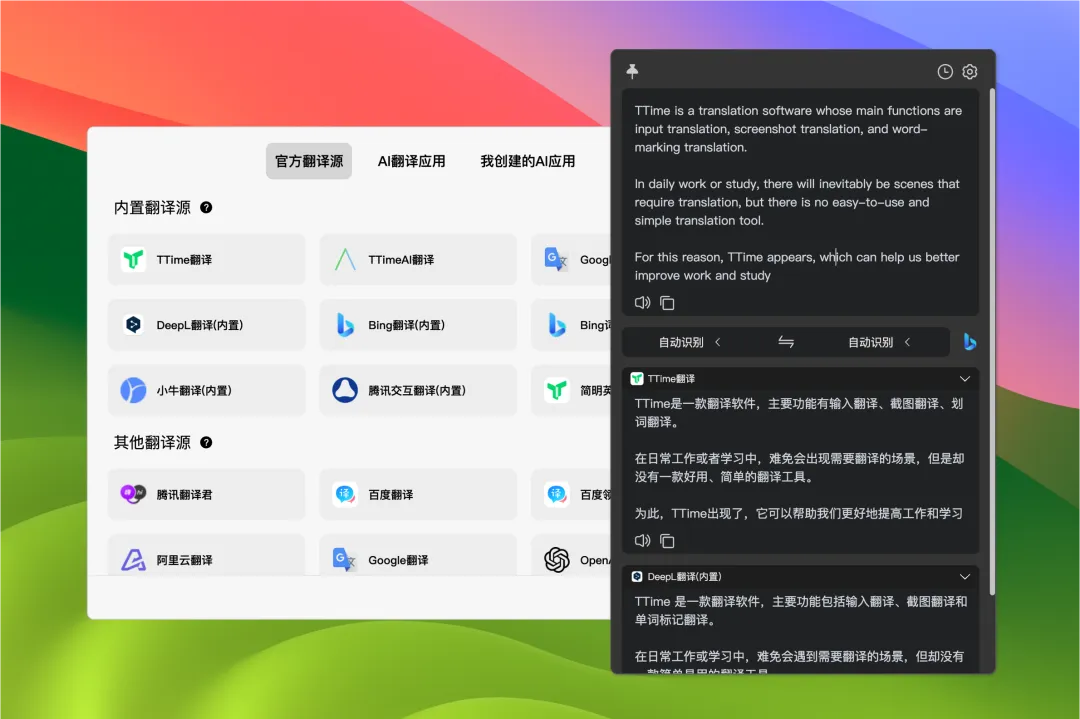 官方翻译源 AI翻译应用 我创建的AI应用
内置翻译源
TTime翻译 TTimeAI翻译
DeepL翻译(内置) Bing翻译(内置) Bing
小牛翻译(内置) 腾讯交互翻译(内置) 简明英
其他翻译源
腾讯翻译君 百度翻译 百度领
阿里云翻译 Google翻译 OpenA
TTime is a translation software whose main functions are
input translation, screenshot translation, and word-
marking translation.
In daily work or study, there will inevitably be scenes that
require translation, but there is no easy-to-use and
simple translation tool.
For this reason, TTime appears, which can help us better
improve work and study
自动识别 自动识别
TTime翻译
TTime是一款翻译软件，主要功能有输入翻译、截图翻译、划
词翻译。
在日常工作或者学习中，难免会出现需要翻译的场景，但是却
没有一款好用、简单的翻译工具。
为此，TTime出现了，它可以帮助我们更好地提高工作和学习
DeepL翻译(内置)
TTime 是一款翻译软件，主要功能包括输入翻译、截图翻译和
单词标记翻译。
在日常工作或学习中，难免会遇到需要翻译的场景，但却没有